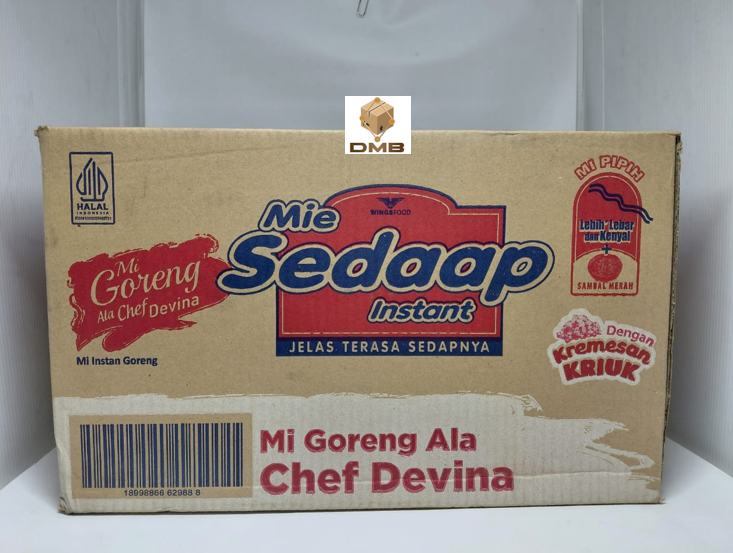 DMB
HALAL
INDONESIA
Mi
Goreng
Ala Chef Devina
Mi Instan Goreng
WINGSFOOD
Mie
Sedaap
Instant
JELAS TERASA SEDAPNYA
MI PIPIH
Lebih Lebar
dan Kenyal
+
SAMBAL MERAH
Dengan
Kremesan
KRIUK
18998866 62988 8
Mi Goreng Ala
Chef Devina